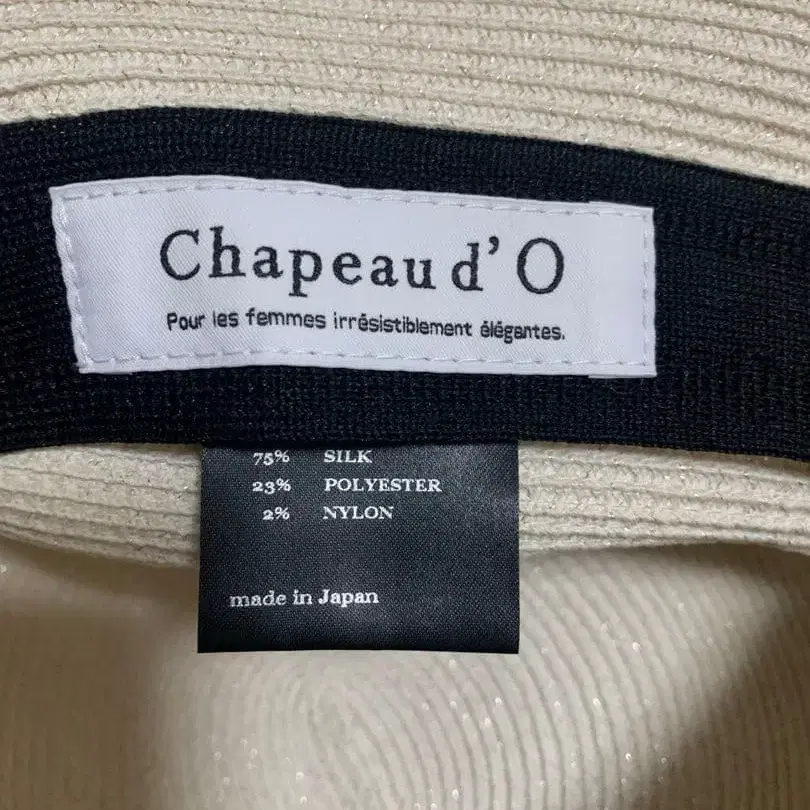 Chapeau d'O
Pour les femmes irrésistiblement élégantes.
75% SILK
23% POLYESTER
2% NYLON
made in Japan